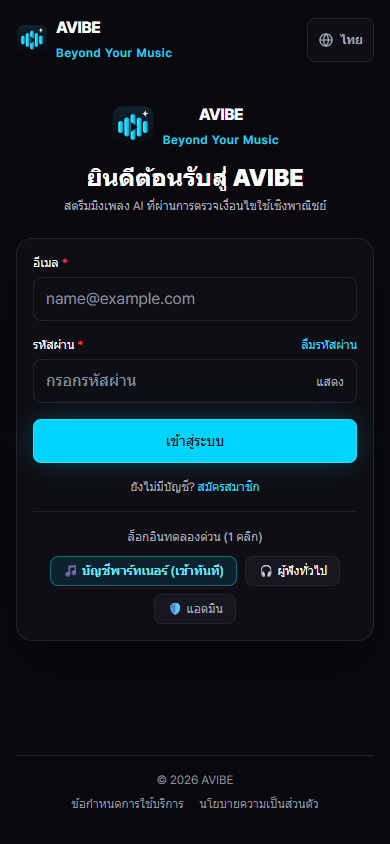 AVIBE
Beyond Your Music
ไทย
AVIBE
Beyond Your Music
ยินดีต้อนรับสู่ AVIBE
สตรีมมิงเพลง AI ที่ผ่านการตรวจเงื่อนไขใช้เชิงพาณิชย์
อีเมล *
name@example.com
รหัสผ่าน *
ลืมรหัสผ่าน
กรอกรหัสผ่าน
แสดง
เข้าสู่ระบบ
ยังไม่มีบัญชี? สมัครสมาชิก
ล็อกอินทดลองด่วน (1 คลิก)
🎵 บัญชีพาร์ทเนอร์ (เข้าทันที)
🎧 ผู้ฟังทั่วไป
🛡️ แอดมิน
© 2026 AVIBE
ข้อกำหนดการใช้บริการ
นโยบายความเป็นส่วนตัว